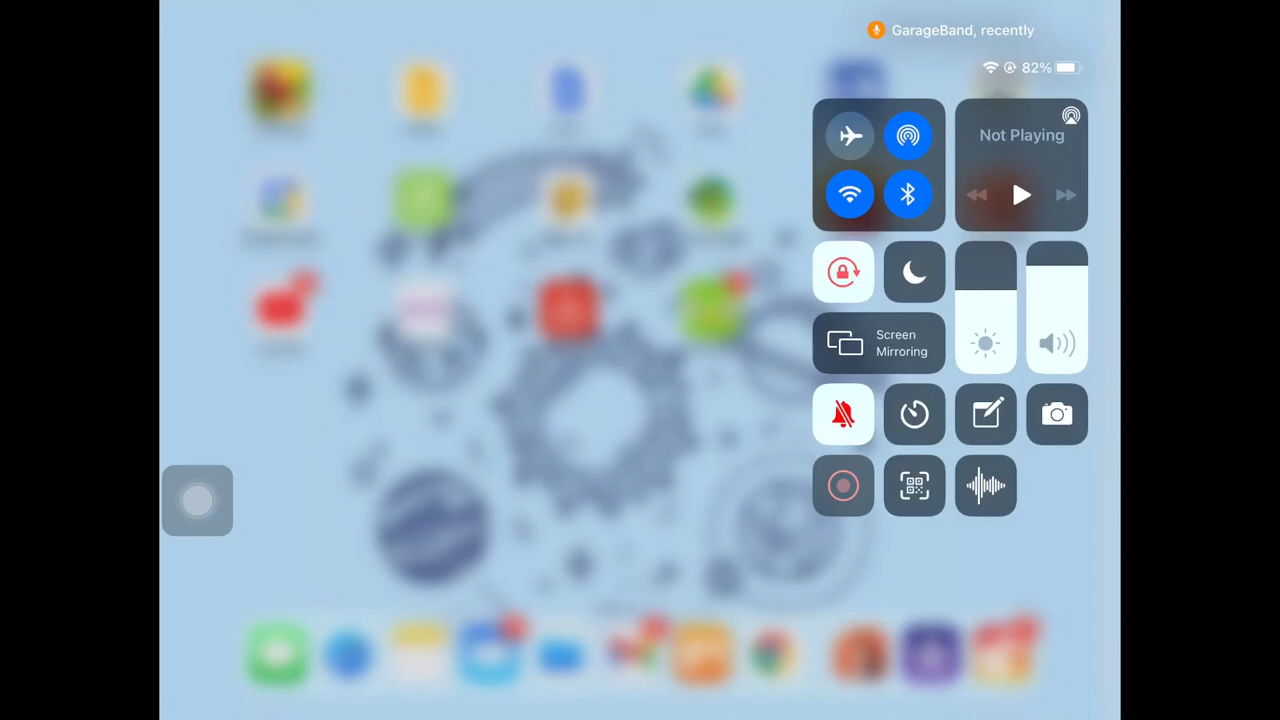 GarageBand, recently
82%
Not Playing
Screen
Mirroring